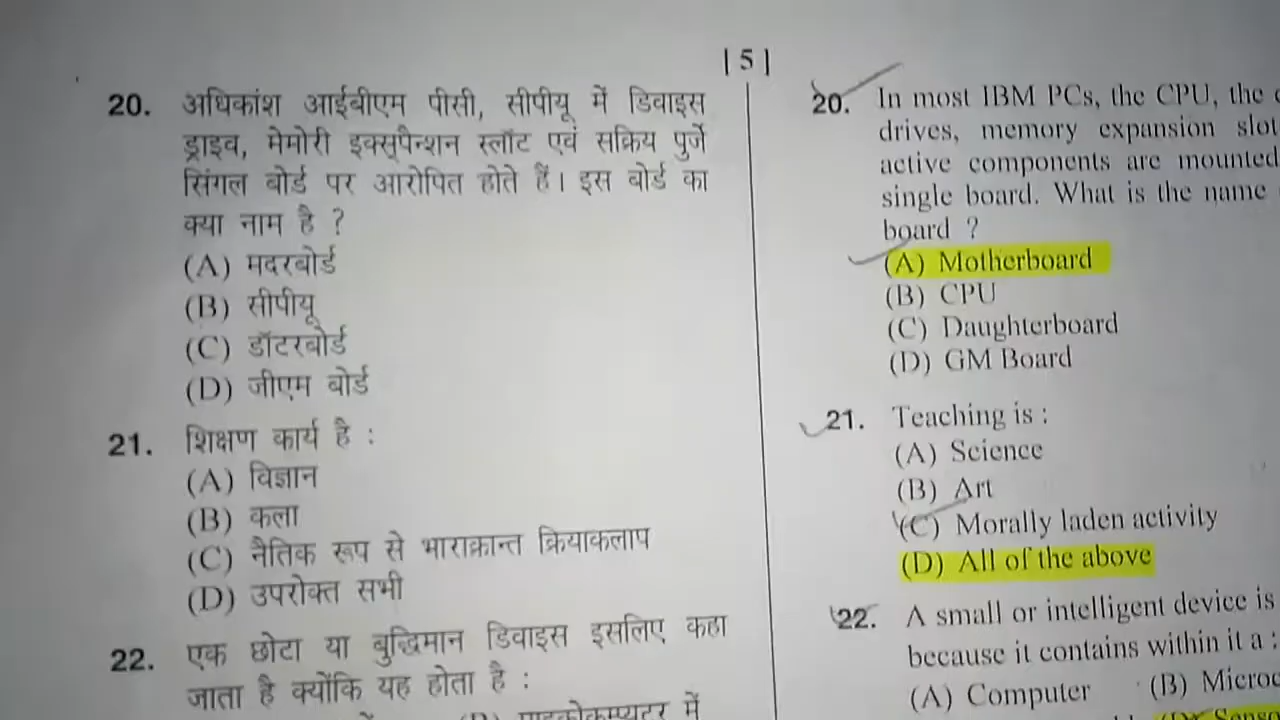 | 5 |
20. अधिकांश आईबीएम पीसी, सीपीयू में डिवाइस
ड्राइव, मेमोरी इक्सपेन्शन स्लॉट एवं सक्रिय पुर्जे
सिंगल बोर्ड पर आरोपित होते हैं। इस बोर्ड का
क्या नाम है ?
(A) मदरबोर्ड
(B) सीपीयू
(C) डॉटरबोर्ड
(D) जीएम बोर्ड
21. शिक्षण कार्य है :
(A) विज्ञान
(B) कला
(C) नैतिक रूप से भाराक्रान्त क्रियाकलाप
(D) उपरोक्त सभी
22. एक छोटा या बुद्धिमान डिवाइस इसलिए कहा
जाता है क्योंकि यह होता है :
(B) माइक्रोकम्प्यूटर में
20. In most IBM PCs, the CPU, the
drives, memory expansion slot
active components are mounted
single board. What is the name
board ?
(A) Motherboard
(B) CPU
(C) Daughterboard
(D) GM Board
21. Teaching is :
(A) Science
(B) Art
(C) Morally laden activity
(D) All of the above
22. A small or intelligent device is
because it contains within it a :
(A) Computer (B) Microc
(D) Senso